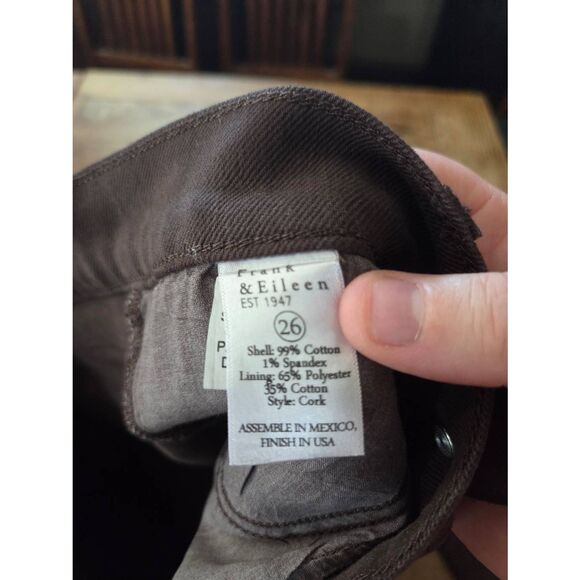 Frank
& Eileen
EST 1947
26
Shell: 99% Cotton
1% Spandex
Lining: 65% Polyester
35% Cotton
Style: Cork
ASSEMBLE IN MEXICO,
FINISH IN USA